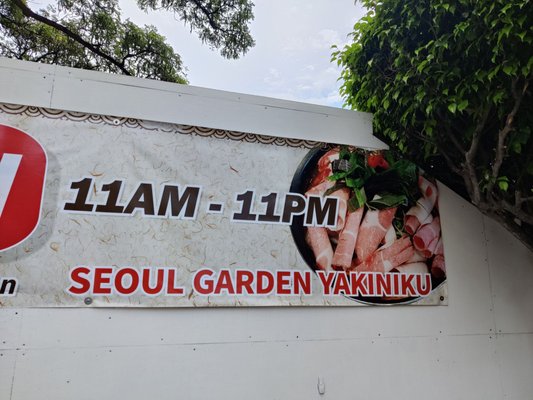 11AM - 11PM
SEOUL GARDEN YAKINIKU